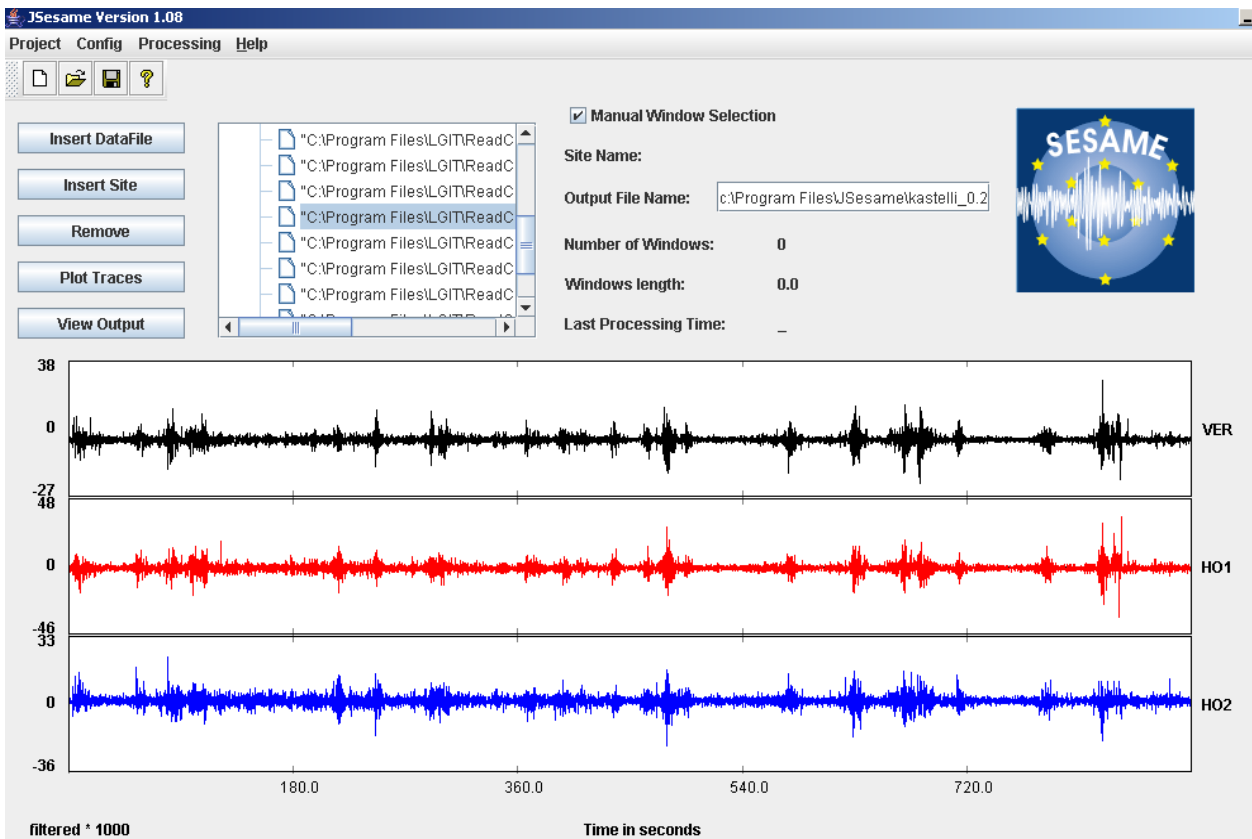 JSesame Version 1.08
Project Config Processing Help
Insert DataFile
Insert Site
Remove
Plot Traces
View Output
"C:\Program Files\LGIT\ReadC
"C:\Program Files\LGIT\ReadC
"C:\Program Files\LGIT\ReadC
"C:\Program Files\LGIT\ReadC
"C:\Program Files\LGIT\ReadC
"C:\Program Files\LGIT\ReadC
"C:\Program Files\LGIT\ReadC
Manual Window Selection
Site Name:
Output File Name: c:\Program Files\JSesame\kastelli_0.2
Number of Windows: 0
Windows length: 0.0
Last Processing Time: _
SESAME
38
0
-27
VER
48
0
-46
HO1
33
0
-36
HO2
180.0 360.0 540.0 720.0
filtered * 1000 Time in seconds